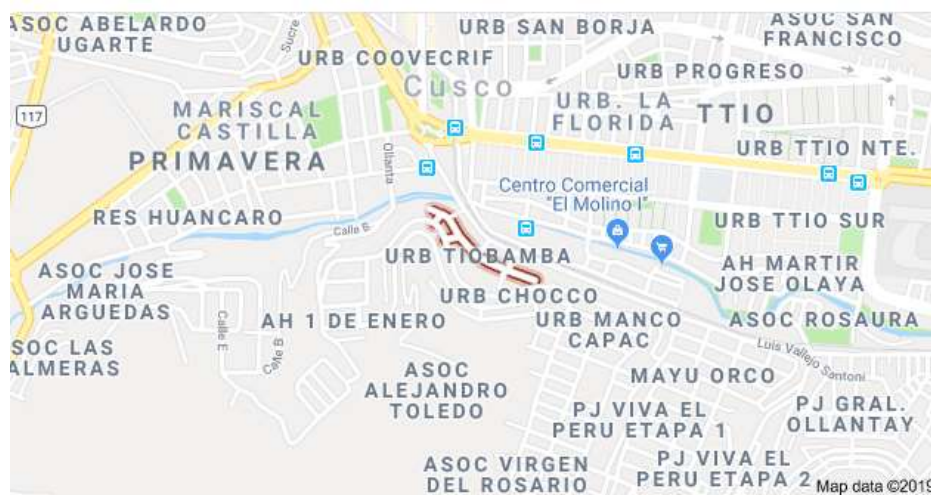 ASOC ABELARDO
UGARTE
Sucre
URB SAN BORJA
ASOC SAN
FRANCISCO
URB COOVECRIF
Cusco
URB PROGRESO
117
MARISCAL
CASTILLA
URB. LA
FLORIDA
TTIO
PRIMAVERA
Ollanta
URB TTIO NTE.
Centro Comercial
"El Molino I"
RES HUANCARO
Calle B
URB TTIO SUR
URB TIOBAMBA
ASOC JOSE
MARIA
ARGUEDAS
AH MARTIR
JOSE OLAYA
URB CHOCCO
Calle E
Calle B
AH 1 DE ENERO
URB MANCO
CAPAC
ASOC ROSAURA
SOC LAS
ALMERAS
Luis Vallejo Santoni
ASOC
ALEJANDRO
TOLEDO
MAYU ORCO
PJ VIVA EL
PERU ETAPA 1
PJ GRAL.
OLLANTAY
ASOC VIRGEN
DEL ROSARIO
PJ VIVA EL
PERU ETAPA 2
Map data ©2019